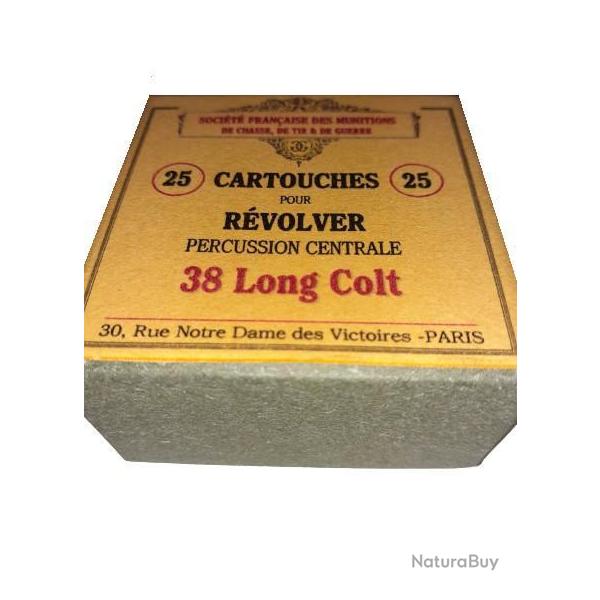 SOCIÉTÉ FRANÇAISE DES MUNITIONS
DE CHASSE, DE TIR & DE GUERRE
25 CARTOUCHES 25
POUR
RÉVOLVER
PERCUSSION CENTRALE
38 Long Colt
30, Rue Notre Dame des Victoires -PARIS
NaturaBuy